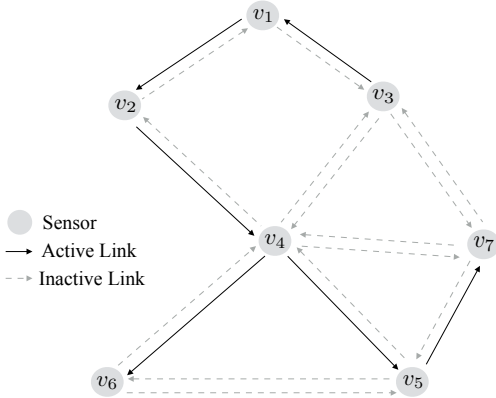 v1
v3
v2
Sensor
v4
v7
Active Link
Inactive Link
v6
v5